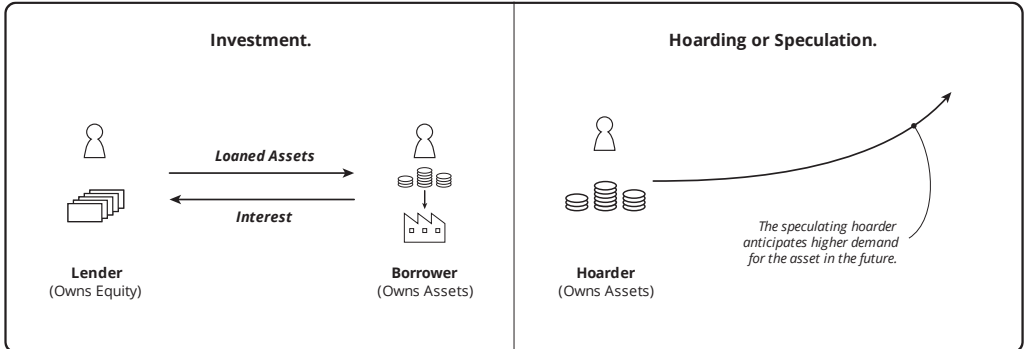 Investment.
Loaned Assets
Interest
Lender
(Owns Equity)
Borrower
(Owns Assets)
Hoarding or Speculation.
The speculating hoarder
anticipates higher demand
for the asset in the future.
Hoarder
(Owns Assets)